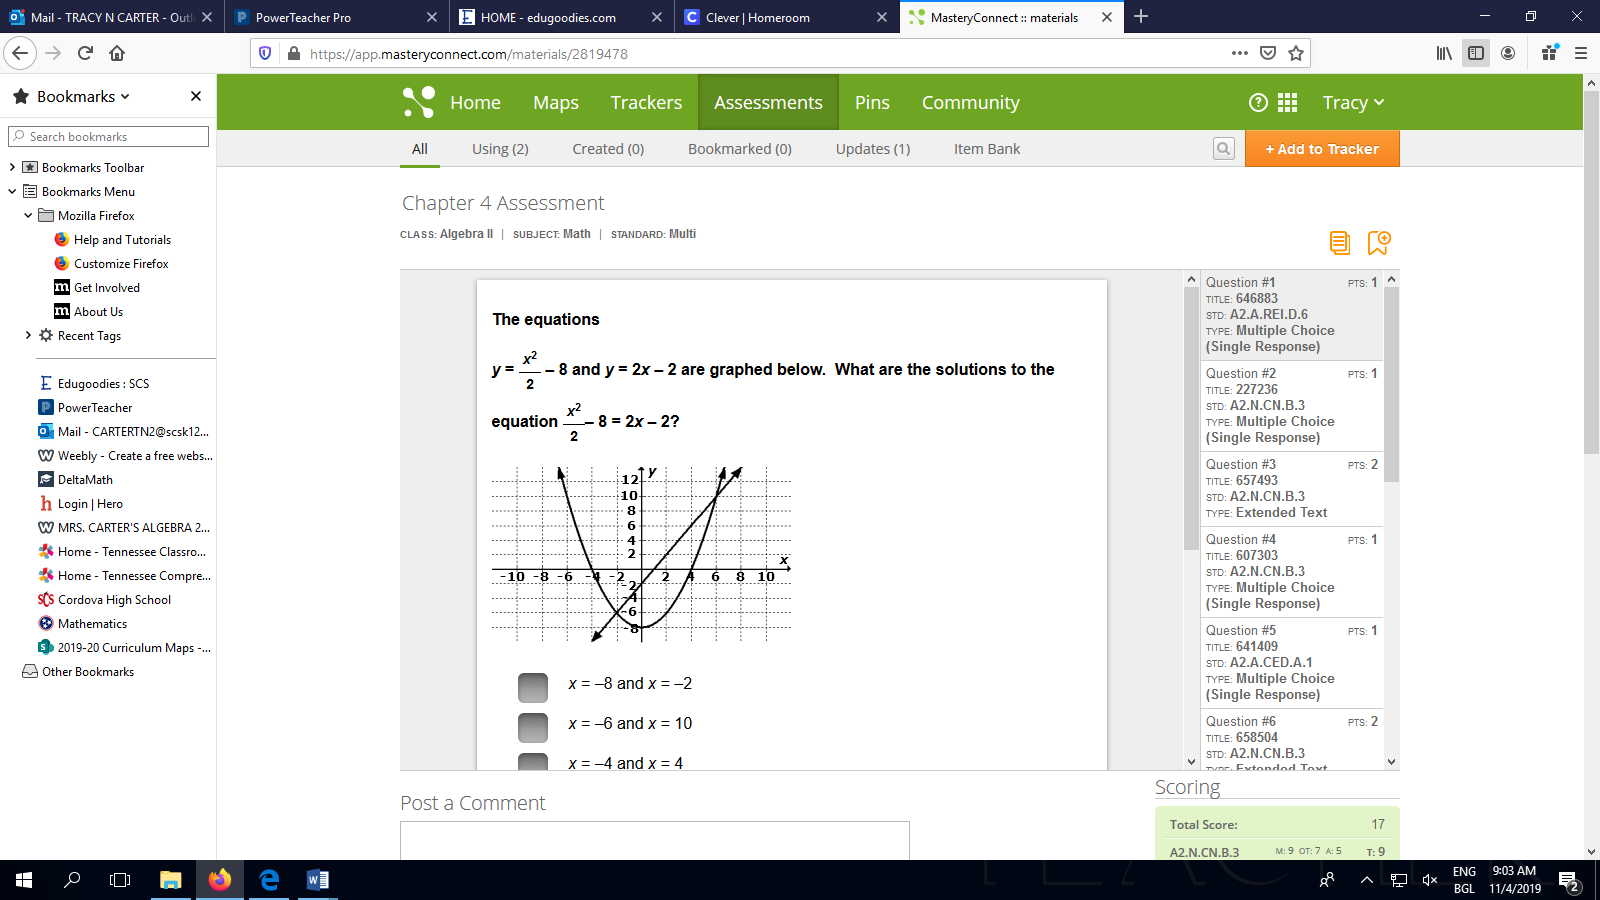 Mail - TRACY N CARTER - Outl
PowerTeacher Pro
HOME - edugoodies.com
Clever | Homeroom
MasteryConnect :: materials
https://app.masteryconnect.com/materials/2819478
Bookmarks
Search bookmarks
Bookmarks Toolbar
Bookmarks Menu
Mozilla Firefox
Help and Tutorials
Customize Firefox
Get Involved
About Us
Recent Tags
Edugoodies : SCS
PowerTeacher
Mail - CARTERTN2@scsk12...
Weebly - Create a free webs...
DeltaMath
Login | Hero
MRS. CARTER'S ALGEBRA 2...
Home - Tennessee Classro...
Home - Tennessee Compre...
Cordova High School
Mathematics
2019-20 Curriculum Maps -...
Other Bookmarks
Home Maps Trackers Assessments Pins Community
Tracy
All Using (2) Created (0) Bookmarked (0) Updates (1) Item Bank
+ Add to Tracker
Chapter 4 Assessment
CLASS: Algebra II | SUBJECT: Math | STANDARD: Multi
The equations
y = x²/2 – 8 and y = 2x – 2 are graphed below. What are the solutions to the
equation x²/2 – 8 = 2x – 2?
y
12
10
8
6
4
2
x
-10 -8 -6 -4 -2 2 4 6 8 10
-2
-4
-6
-8
x = –8 and x = –2
x = –6 and x = 10
x = –4 and x = 4
Question #1 PTS: 1
TITLE: 646883
STD: A2.A.REI.D.6
TYPE: Multiple Choice
(Single Response)
Question #2 PTS: 1
TITLE: 227236
STD: A2.N.CN.B.3
TYPE: Multiple Choice
(Single Response)
Question #3 PTS: 2
TITLE: 657493
STD: A2.N.CN.B.3
TYPE: Extended Text
Question #4 PTS: 1
TITLE: 607303
STD: A2.N.CN.B.3
TYPE: Multiple Choice
(Single Response)
Question #5 PTS: 1
TITLE: 641409
STD: A2.A.CED.A.1
TYPE: Multiple Choice
(Single Response)
Question #6 PTS: 2
TITLE: 658504
STD: A2.N.CN.B.3
TYPE: Extended Text
Post a Comment
Scoring
Total Score: 17
A2.N.CN.B.3 M: 9 OT: 7 A: 5 T: 9
ENG
BGL
9:03 AM
11/4/2019
2